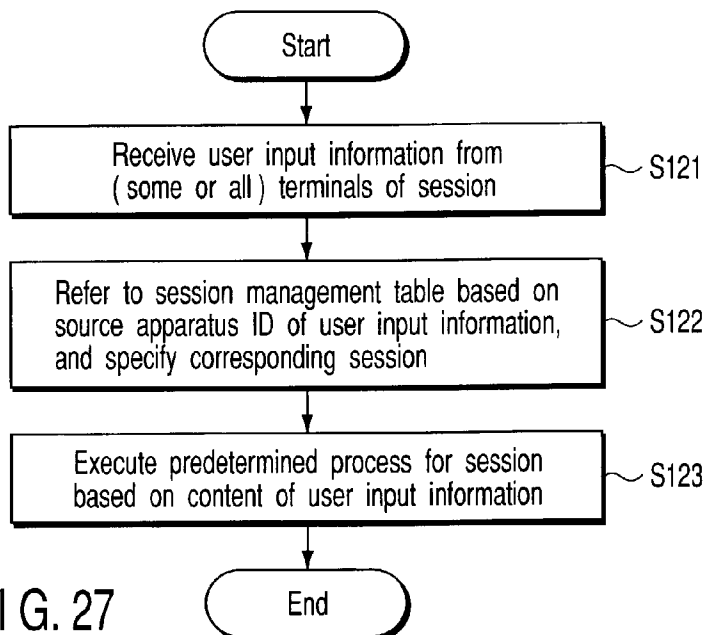 Start
Receive user input information from
(some or all) terminals of session
S121
Refer to session management table based on
source apparatus ID of user input information,
and specify corresponding session
S122
Execute predetermined process for session
based on content of user input information
S123
End
I G. 27